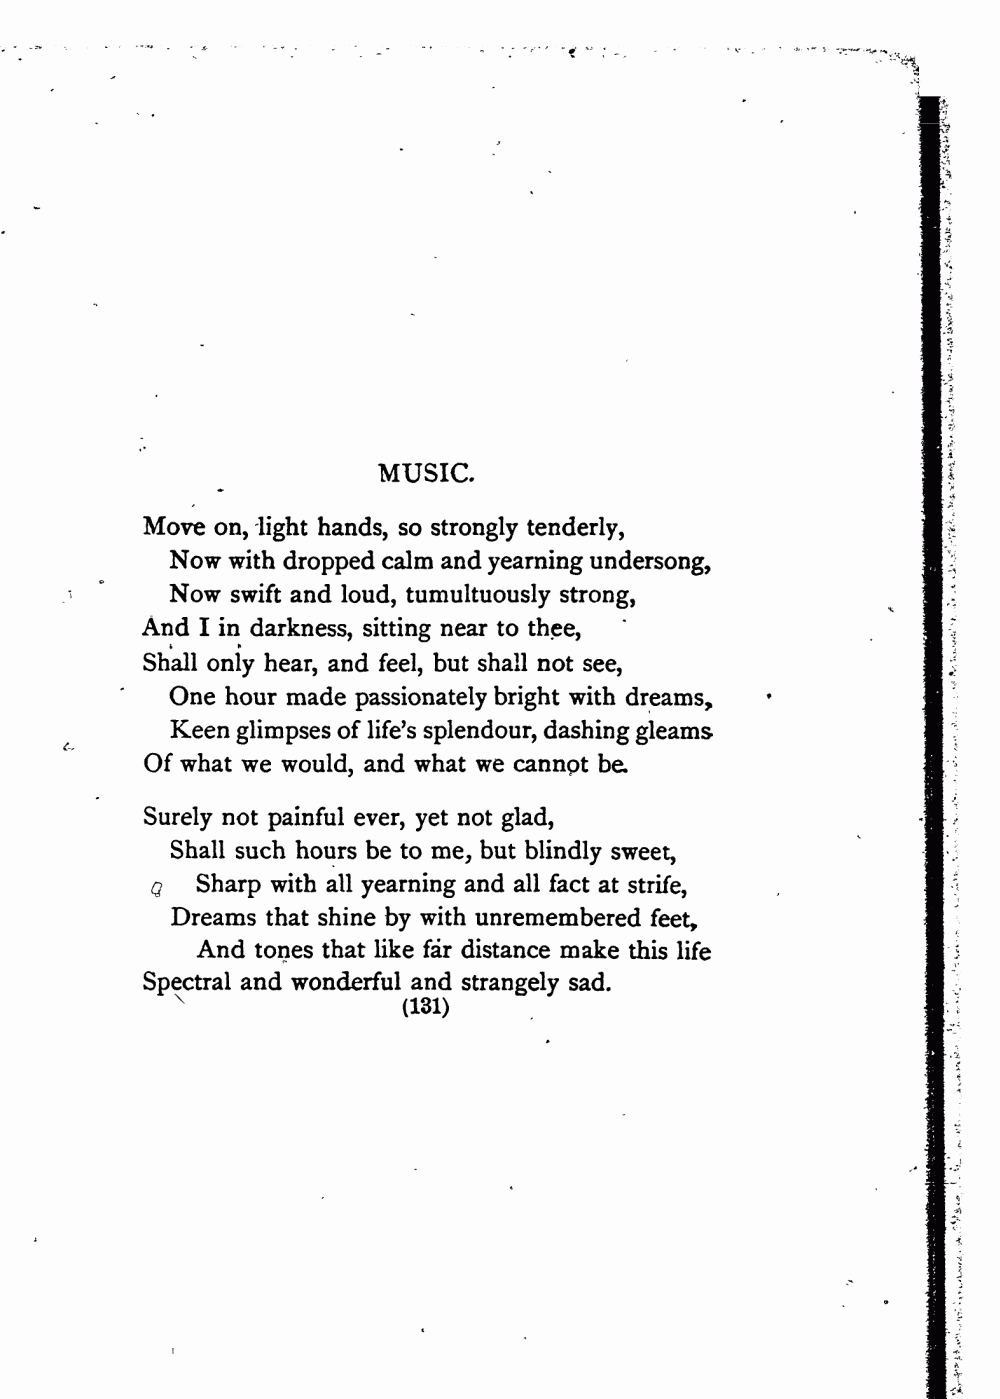 MUSIC.
Move on, light hands, so strongly tenderly,
Now with dropped calm and yearning undersong,
Now swift and loud, tumultuously strong,
And I in darkness, sitting near to thee,
Shall only hear, and feel, but shall not see,
One hour made passionately bright with dreams,
Keen glimpses of life's splendour, dashing gleams
Of what we would, and what we cannot be.
Surely not painful ever, yet not glad,
Shall such hours be to me, but blindly sweet,
Sharp with all yearning and all fact at strife,
Dreams that shine by with unremembered feet,
And tones that like far distance make this life
Spectral and wonderful and strangely sad.
(131)